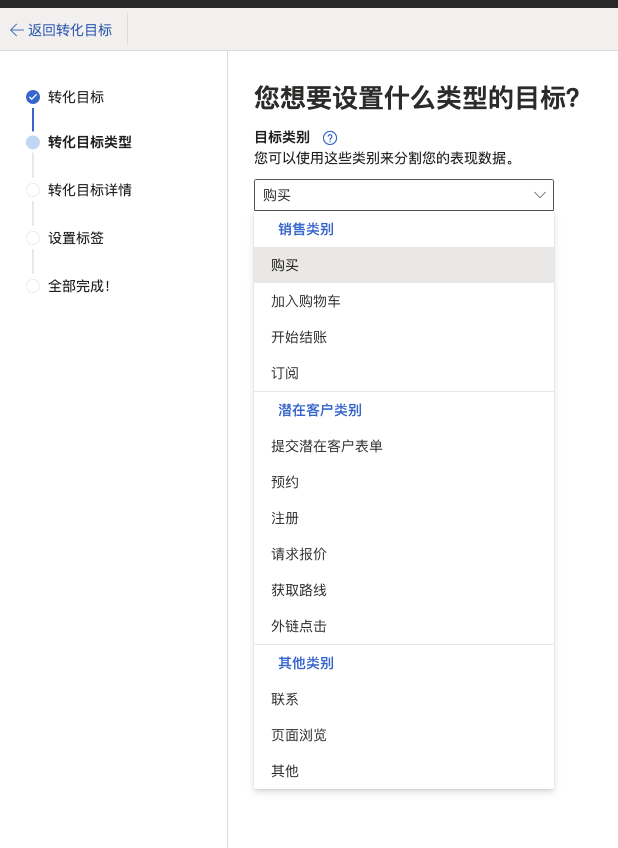 返回转化目标
转化目标
转化目标类型
转化目标详情
设置标签
全部完成!
您想要设置什么类型的目标?
目标类别
您可以使用这些类别来分割您的表现数据。
购买
销售类别
购买
加入购物车
开始结账
订阅
潜在客户类别
提交潜在客户表单
预约
注册
请求报价
获取路线
外链点击
其他类别
联系
页面浏览
其他